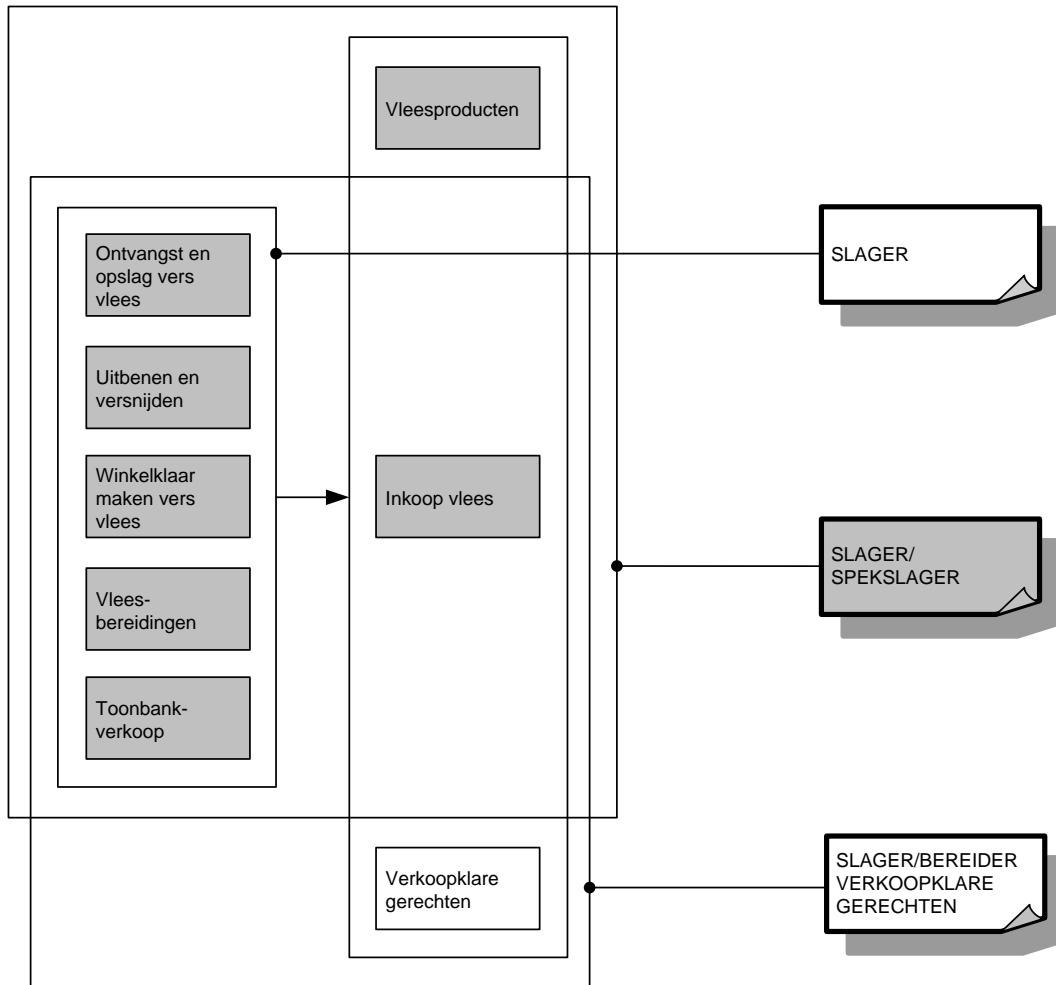 Vleesproducten
Ontvangst en
opslag vers
vlees
SLAGER
Uitbenen en
versnijden
Winkelklaar
maken vers
vlees
Inkoop vlees
SLAGER/
SPEKSLAGER
Vlees-
bereidingen
Toonbank-
verkoop
Verkoopklare
gerechten
SLAGER/BEREIDER
VERKOOPKLARE
GERECHTEN